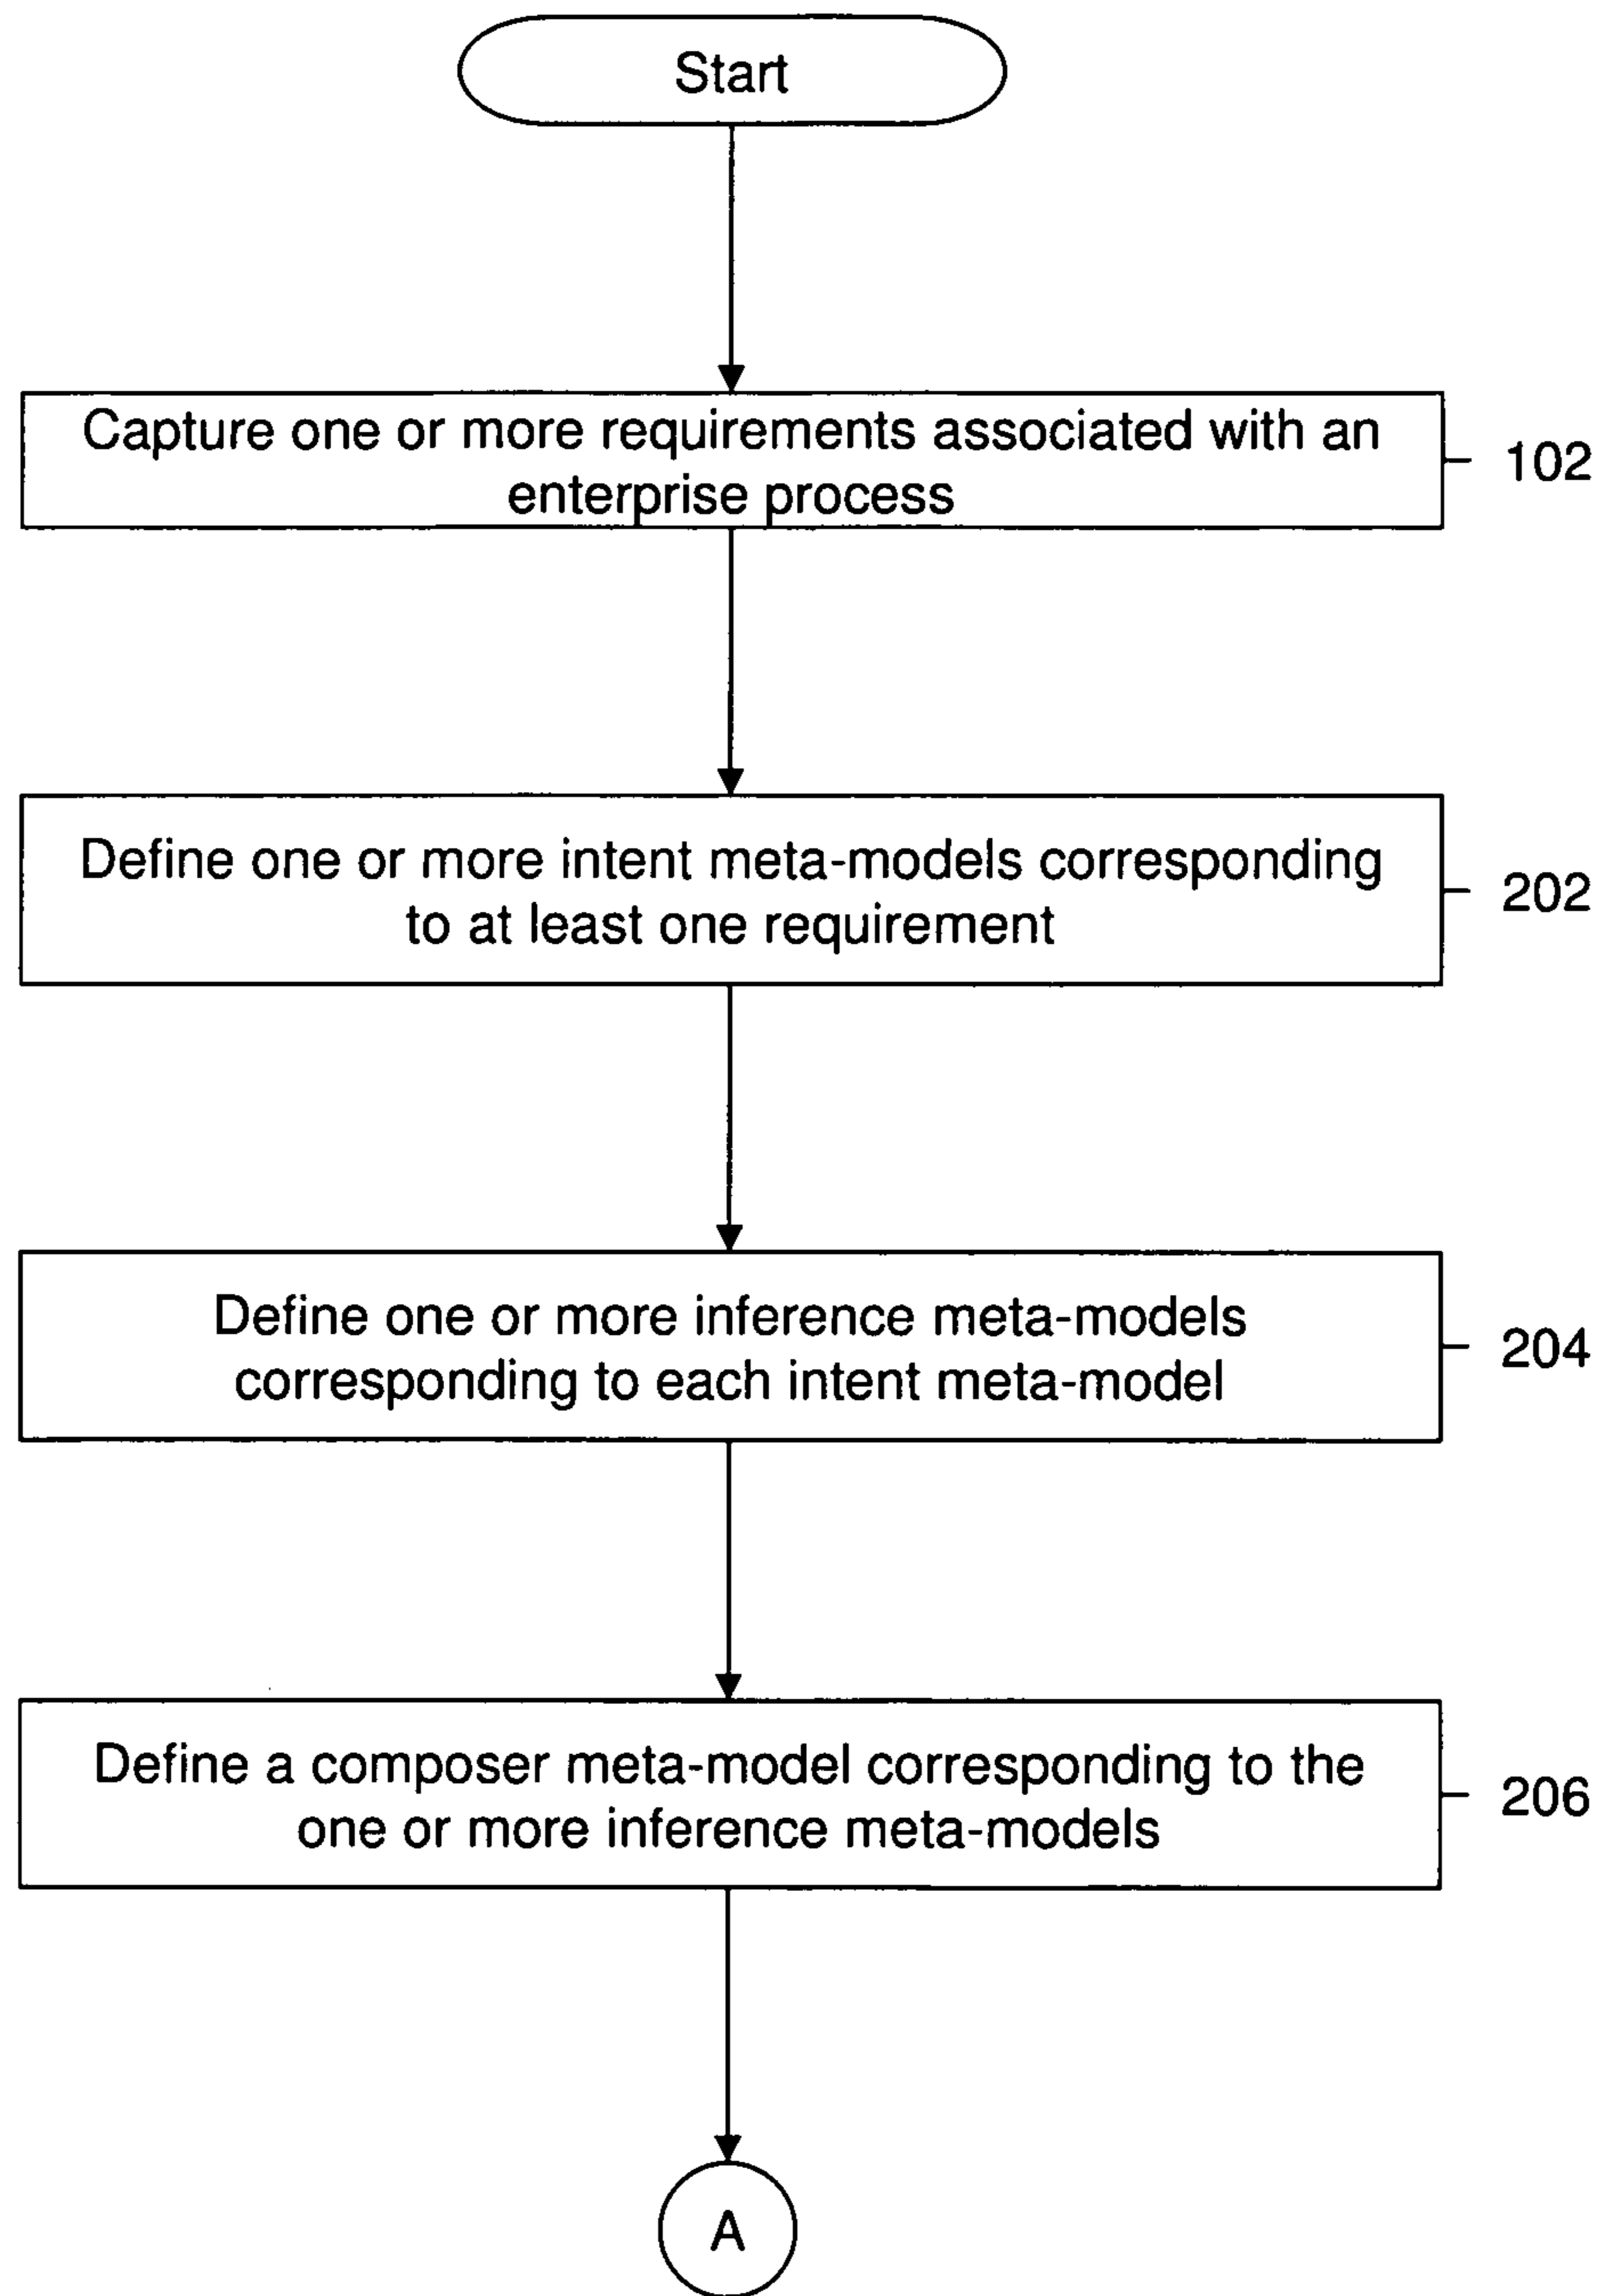 Start
Capture one or more requirements associated with an
enterprise process
102
Define one or more intent meta-models corresponding
to at least one requirement
202
Define one or more inference meta-models
corresponding to each intent meta-model
204
Define a composer meta-model corresponding to the
one or more inference meta-models
206
A